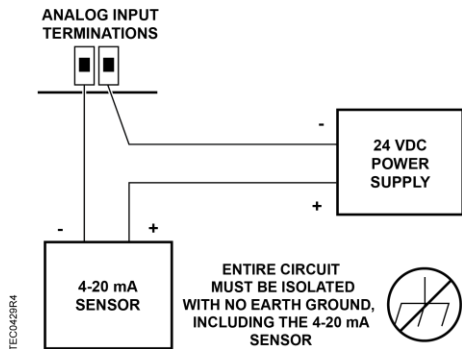 ANALOG INPUT
TERMINATIONS
-
24 VDC
POWER
SUPPLY
+
- +
4-20 mA
SENSOR
ENTIRE CIRCUIT
MUST BE ISOLATED
WITH NO EARTH GROUND,
INCLUDING THE 4-20 mA
SENSOR
TEC0429R4